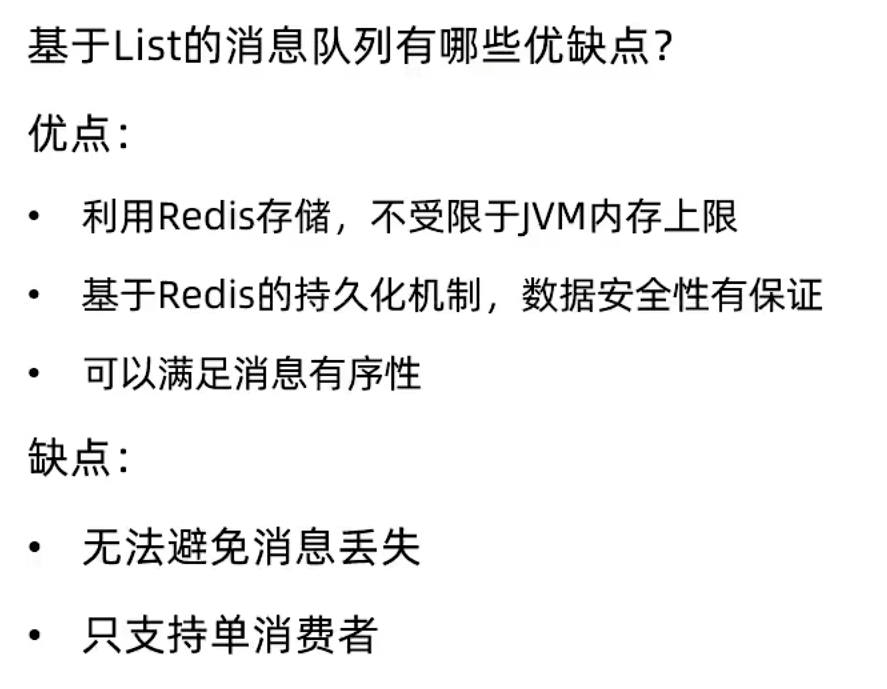 基于List的消息队列有哪些优缺点？
优点：
• 利用Redis存储，不受限于JVM内存上限
• 基于Redis的持久化机制，数据安全性有保证
• 可以满足消息有序性
缺点：
• 无法避免消息丢失
• 只支持单消费者